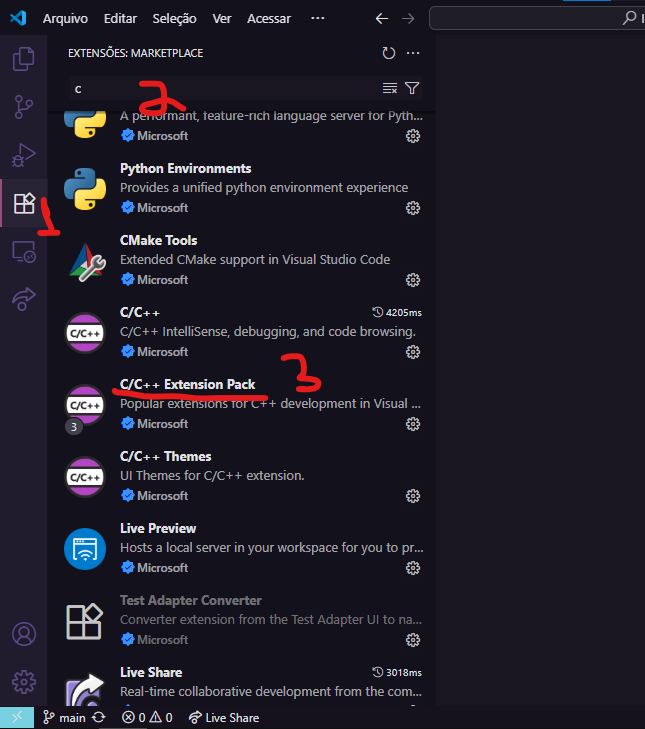 Arquivo Editar Seleção Ver Acessar ···
EXTENSÕES: MARKETPLACE ···
c
2
A performant, feature-rich language server for Pyth...
Microsoft
Python Environments
Provides a unified python environment experience
Microsoft
1
CMake Tools
Extended CMake support in Visual Studio Code
Microsoft
C/C++ 4205ms
C/C++
C/C++ IntelliSense, debugging, and code browsing.
Microsoft
3
C/C++ Extension Pack
C/C++
Popular extensions for C++ development in Visual ...
3
Microsoft
C/C++ Themes
C/C++
UI Themes for C/C++ extension.
Microsoft
Live Preview
Hosts a local server in your workspace for you to pr...
Microsoft
Test Adapter Converter
Converter extension from the Test Adapter UI to na...
Microsoft
Live Share 3018ms
Real-time collaborative development from the com...
main 0 0 Live Share